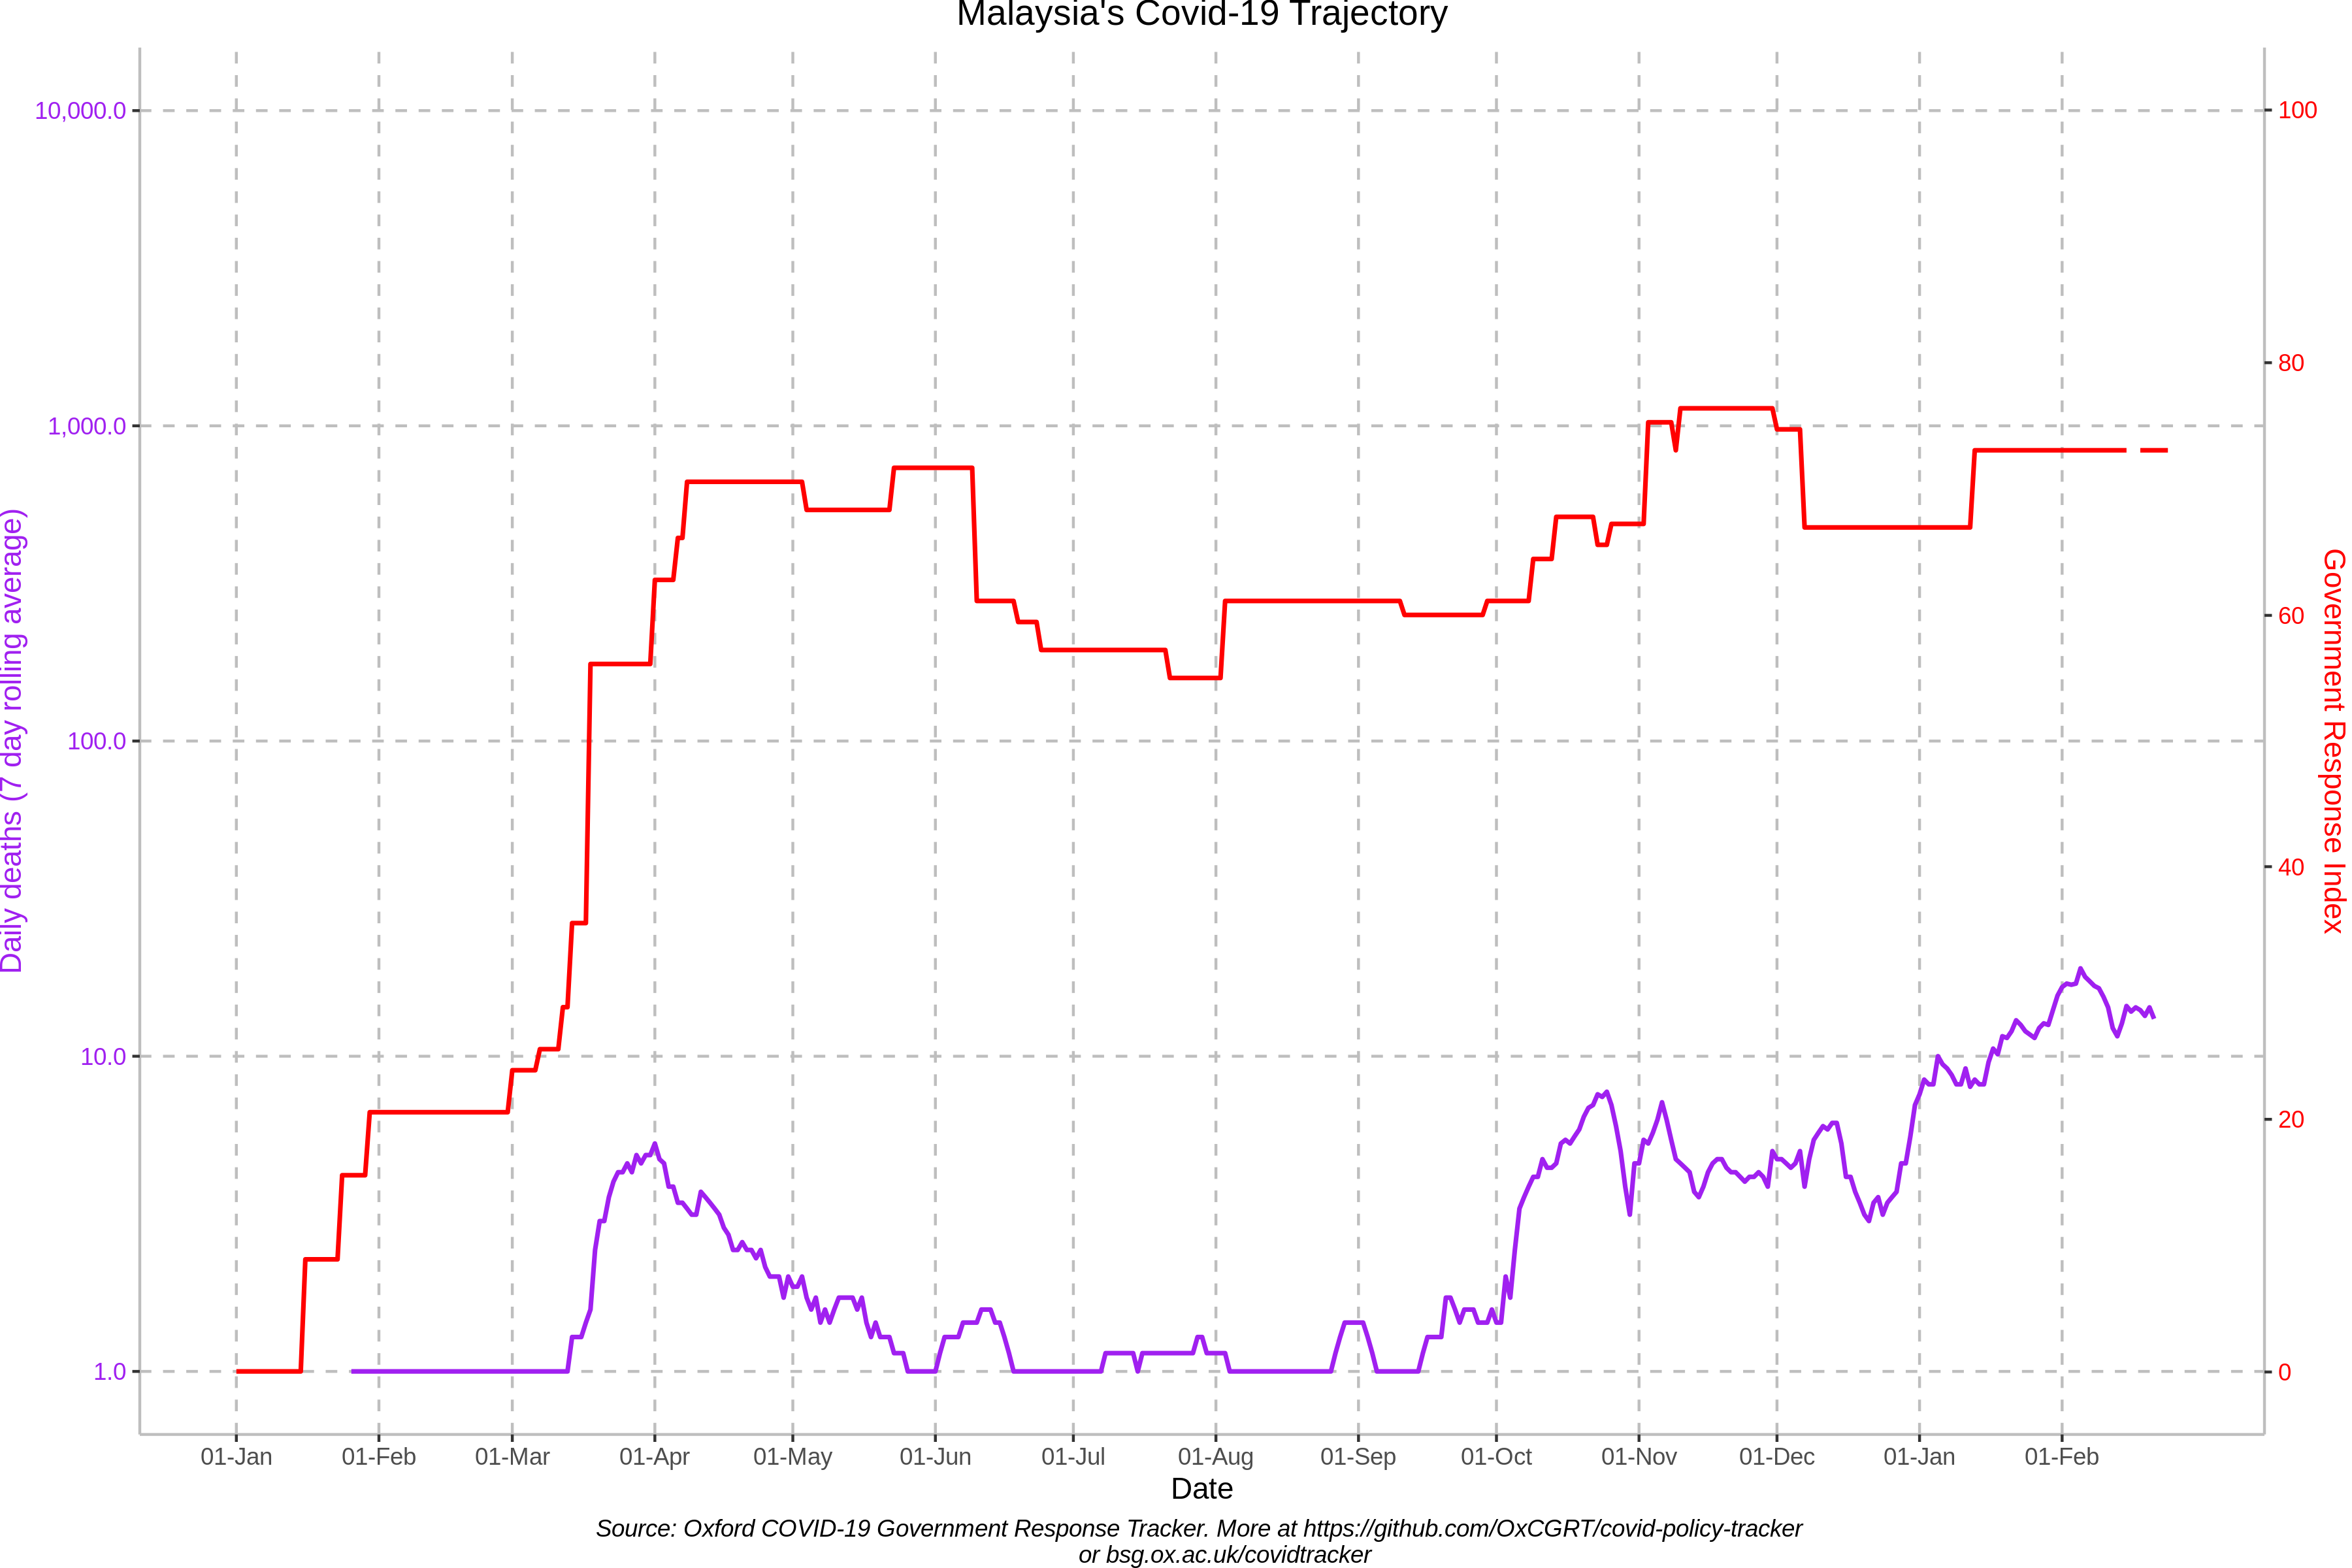 Malaysia's Covid-19 Trajectory
10,000.0
1,000.0
100.0
10.0
1.0
Daily deaths (7 day rolling average)
100
80
60
40
20
0
Government Response Index
01-Jan 01-Feb 01-Mar 01-Apr 01-May 01-Jun 01-Jul 01-Aug 01-Sep 01-Oct 01-Nov 01-Dec 01-Jan 01-Feb
Date
Source: Oxford COVID-19 Government Response Tracker. More at https://github.com/OxCGRT/covid-policy-tracker
or bsg.ox.ac.uk/covidtracker